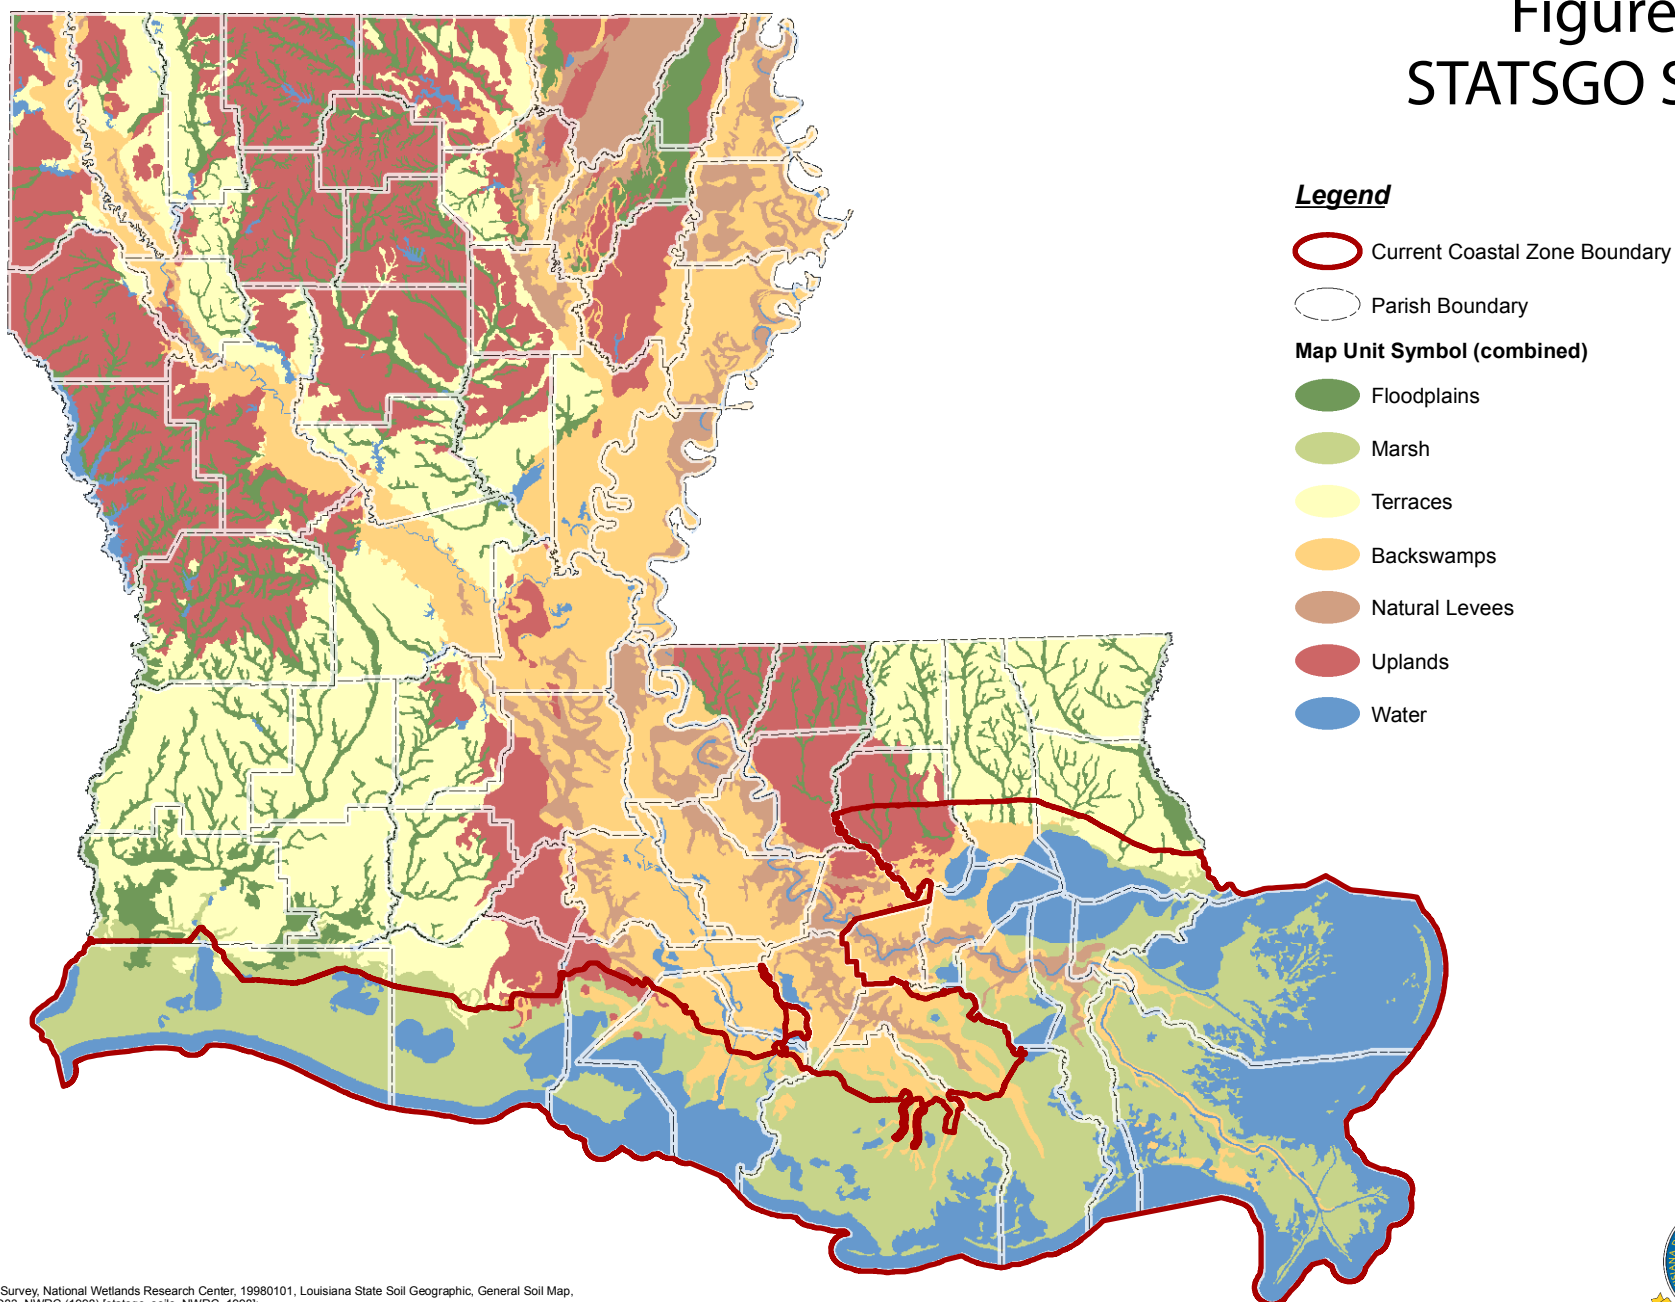 Figure
STATSGO S
Legend
Current Coastal Zone Boundary
Parish Boundary
Map Unit Symbol (combined)
Floodplains
Marsh
Terraces
Backswamps
Natural Levees
Uplands
Water
Survey, National Wetlands Research Center, 19980101, Louisiana State Soil Geographic, General Soil Map,